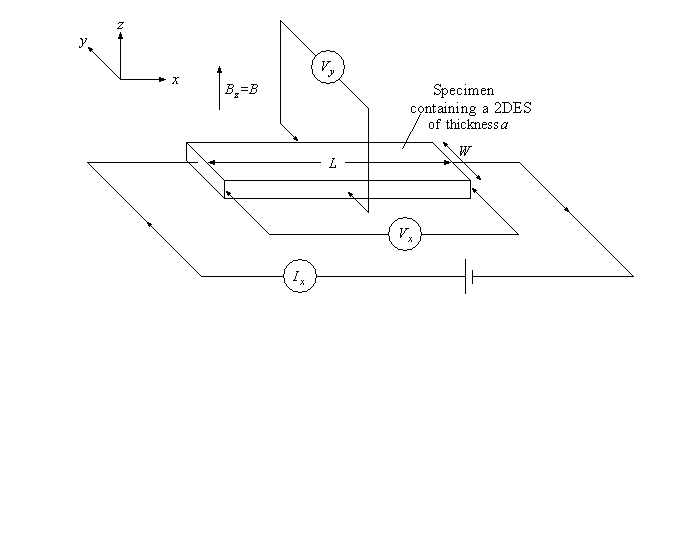 z
y
x
B_z=B
V_y
Specimen
containing a 2DES
of thickness a
W
L
V_x
I_x